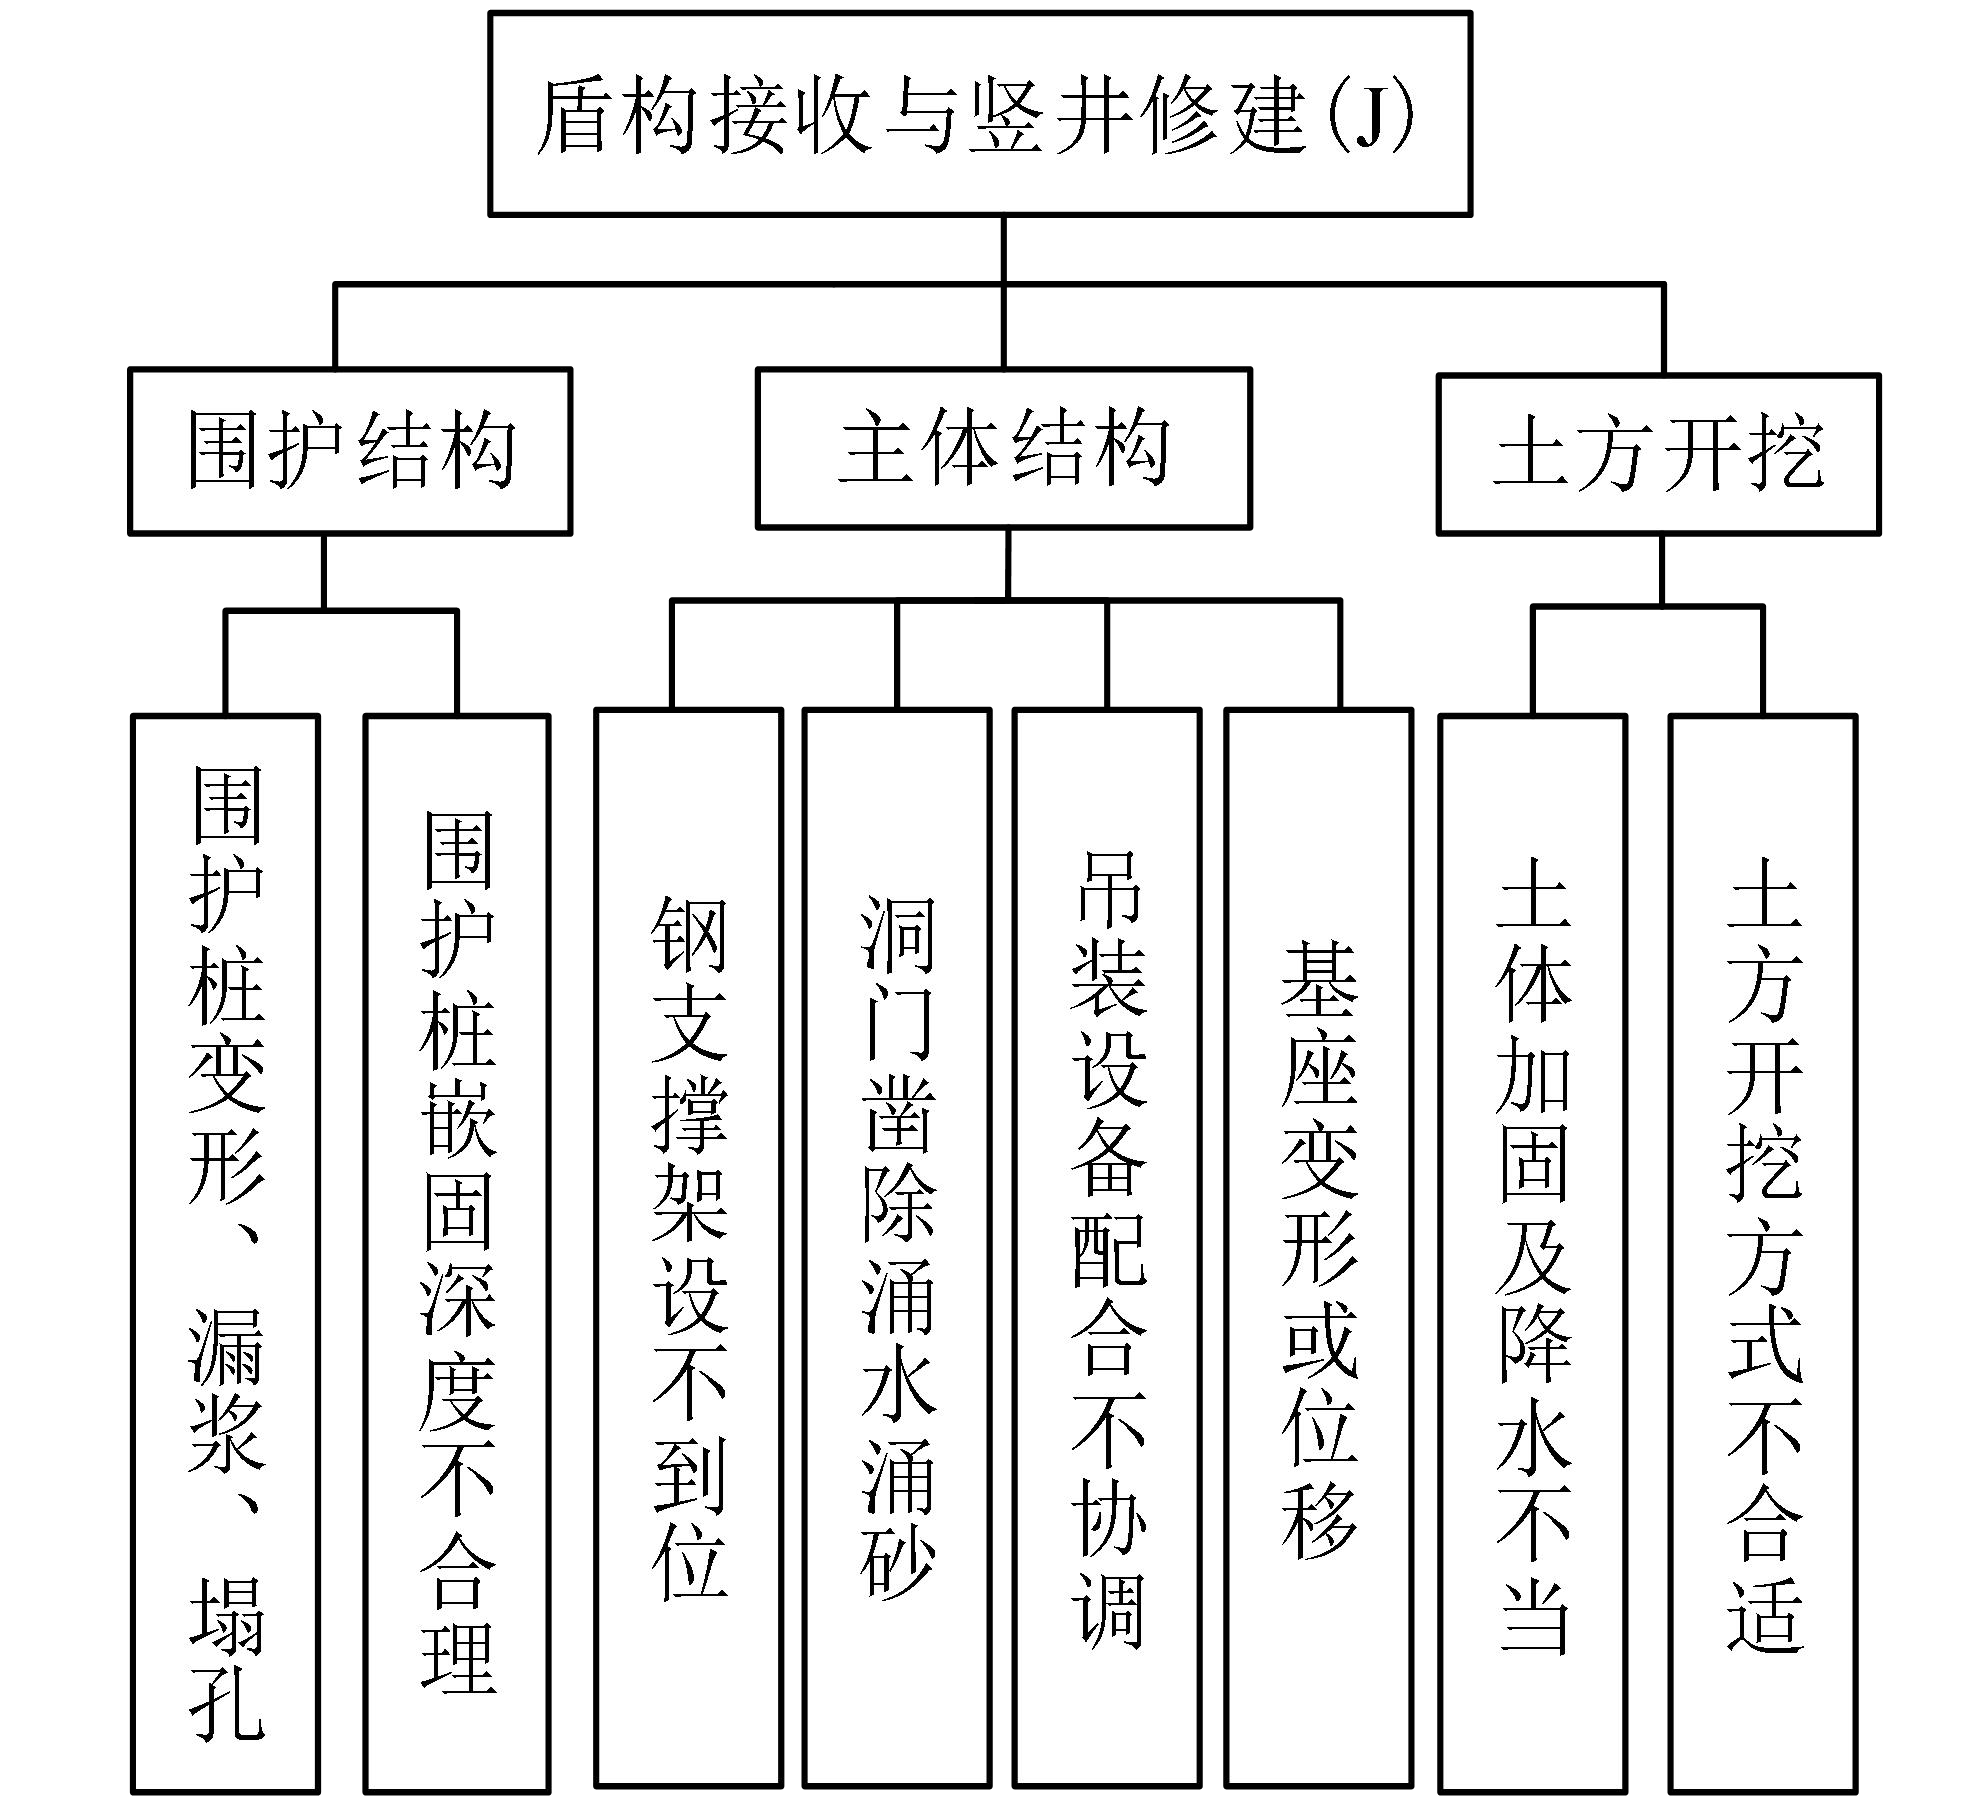 盾构接收与竖井修建(J)
围护结构
主体结构
土方开挖
围护桩变形、漏浆、塌孔
围护桩嵌固深度不合理
钢支撑架设不到位
洞门凿除涌水涌砂
吊装设备配合不协调
基座变形或位移
土体加固及降水不当
土方开挖方式不合适